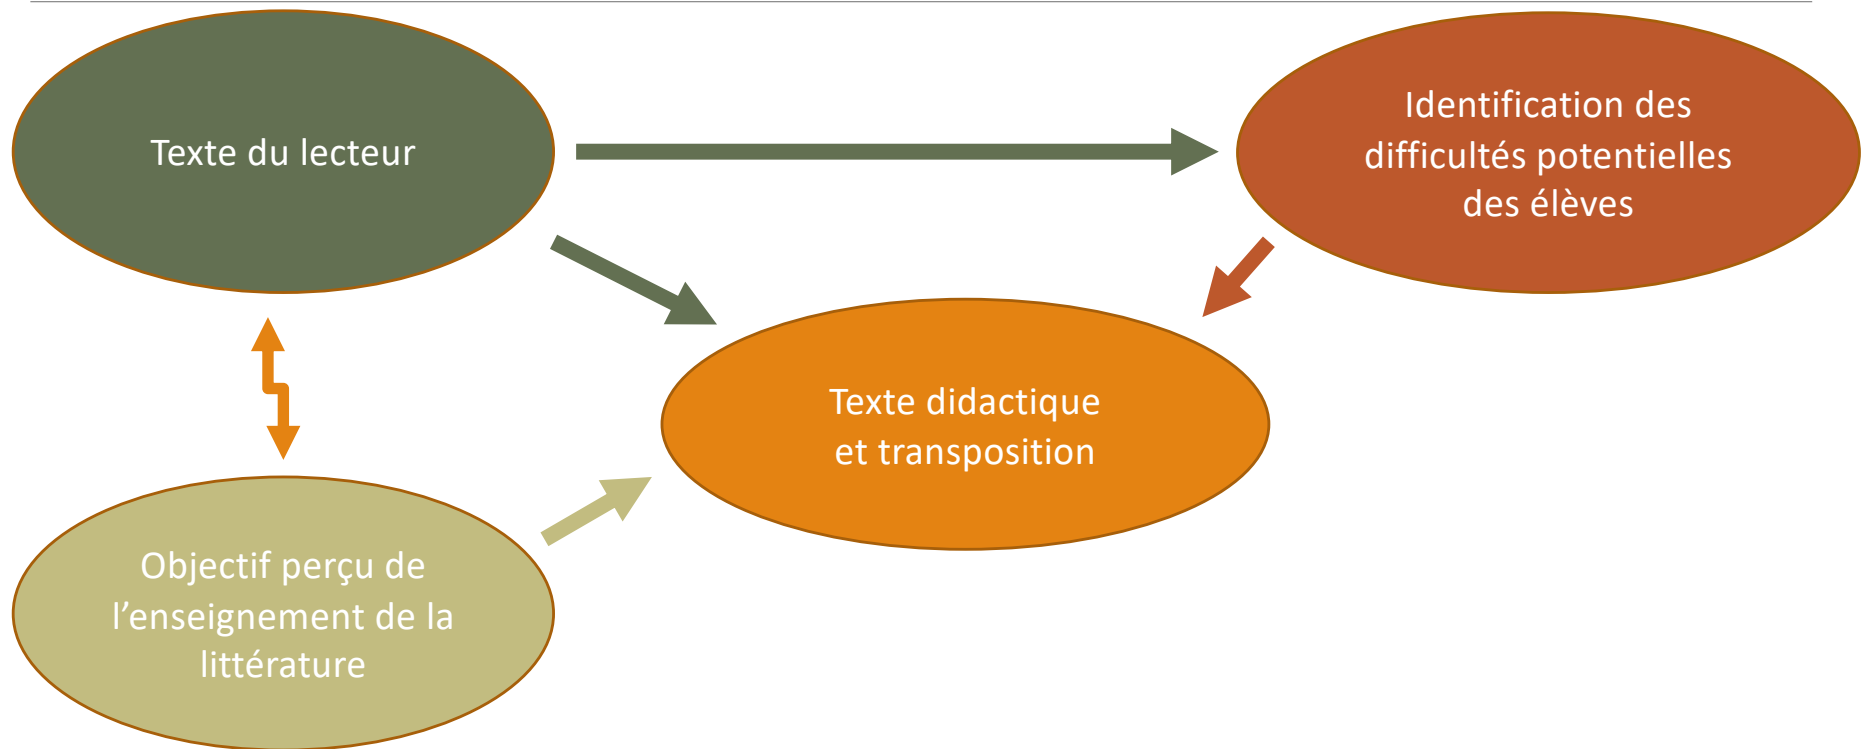 Texte du lecteur
Identification des
difficultés potentielles
des élèves
Texte didactique
et transposition
Objectif perçu de
l’enseignement de la
littérature